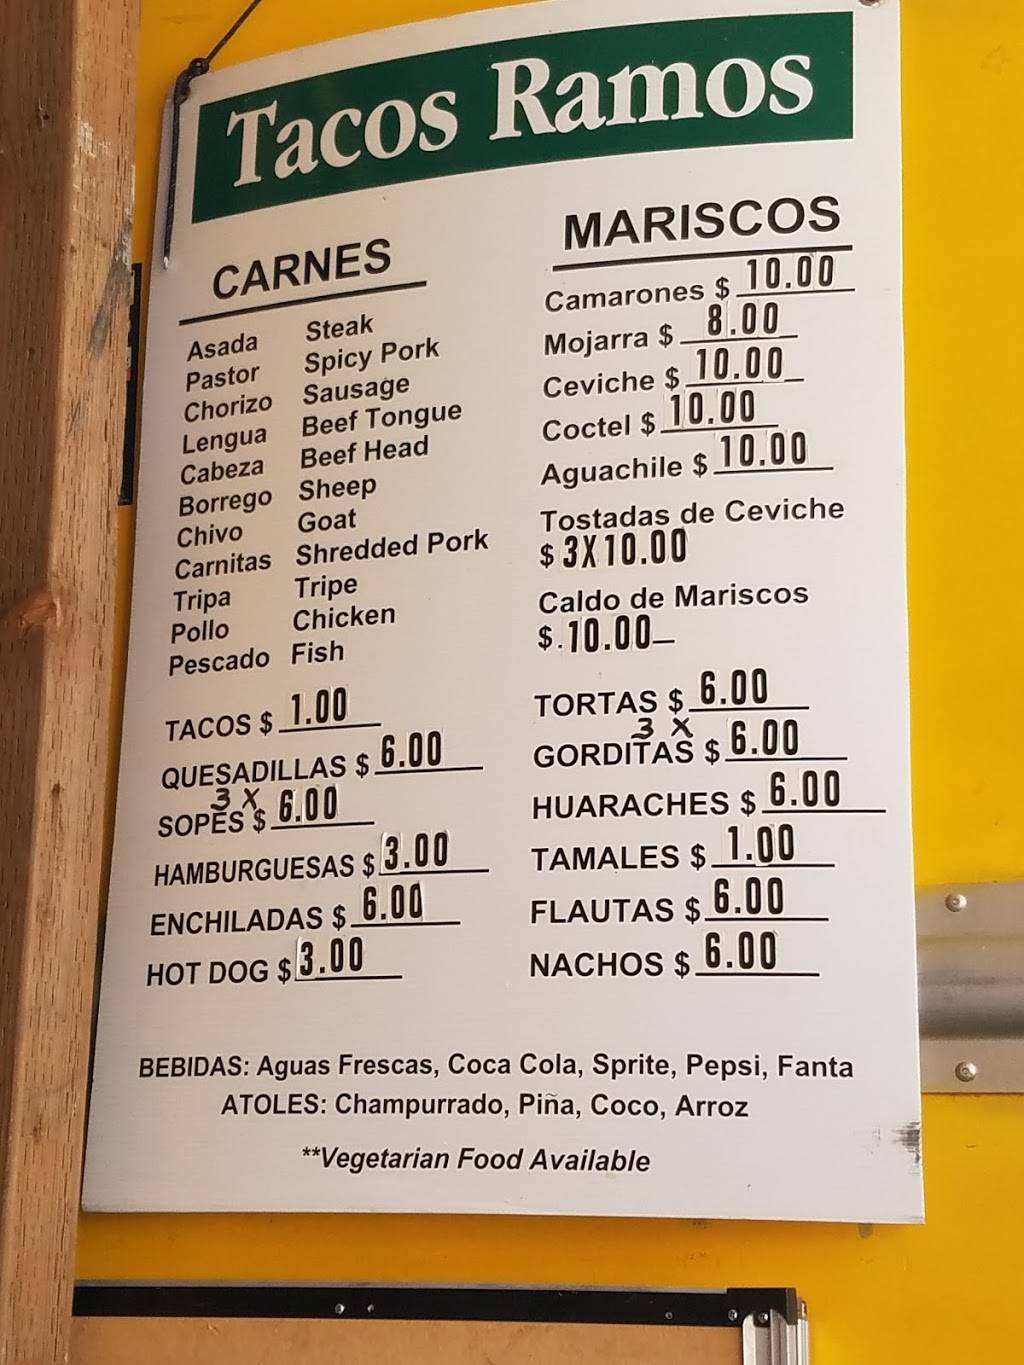 Tacos Ramos
CARNES
Asada Steak
Pastor Spicy Pork
Chorizo Sausage
Lengua Beef Tongue
Cabeza Beef Head
Borrego Sheep
Chivo Goat
Carnitas Shredded Pork
Tripa Tripe
Pollo Chicken
Pescado Fish
TACOS $ 1.00
QUESADILLAS $ 6.00
3 X
SOPES $ 6.00
HAMBURGUESAS $ 3.00
ENCHILADAS $ 6.00
HOT DOG $ 3.00
MARISCOS
Camarones $ 10.00
Mojarra $ 8.00
Ceviche $ 10.00
Coctel $ 10.00
Aguachile $ 10.00
Tostadas de Ceviche
$ 3X10.00
Caldo de Mariscos
$.10.00
TORTAS $ 6.00
3 X
GORDITAS $ 6.00
HUARACHES $ 6.00
TAMALES $ 1.00
FLAUTAS $ 6.00
NACHOS $ 6.00
BEBIDAS: Aguas Frescas, Coca Cola, Sprite, Pepsi, Fanta
ATOLES: Champurrado, Piña, Coco, Arroz
**Vegetarian Food Available